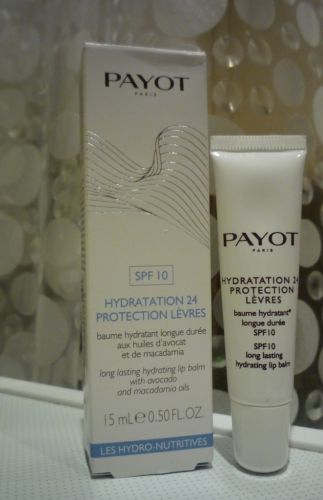 PAYOT
PARIS
SPF 10
HYDRATATION 24
PROTECTION LÈVRES
baume hydratant longue durée
aux huiles d'avocat
et de macadamia
long lasting hydrating lip balm
with avocado
and macadamia oils
15 mL ℮ 0.50 FL.OZ.
LES HYDRO-NUTRITIVES
PAYOT
PARIS
HYDRATATION 24
PROTECTION
LÈVRES
baume hydratant*
longue durée
SPF10
SPF10
long lasting
hydrating lip balm